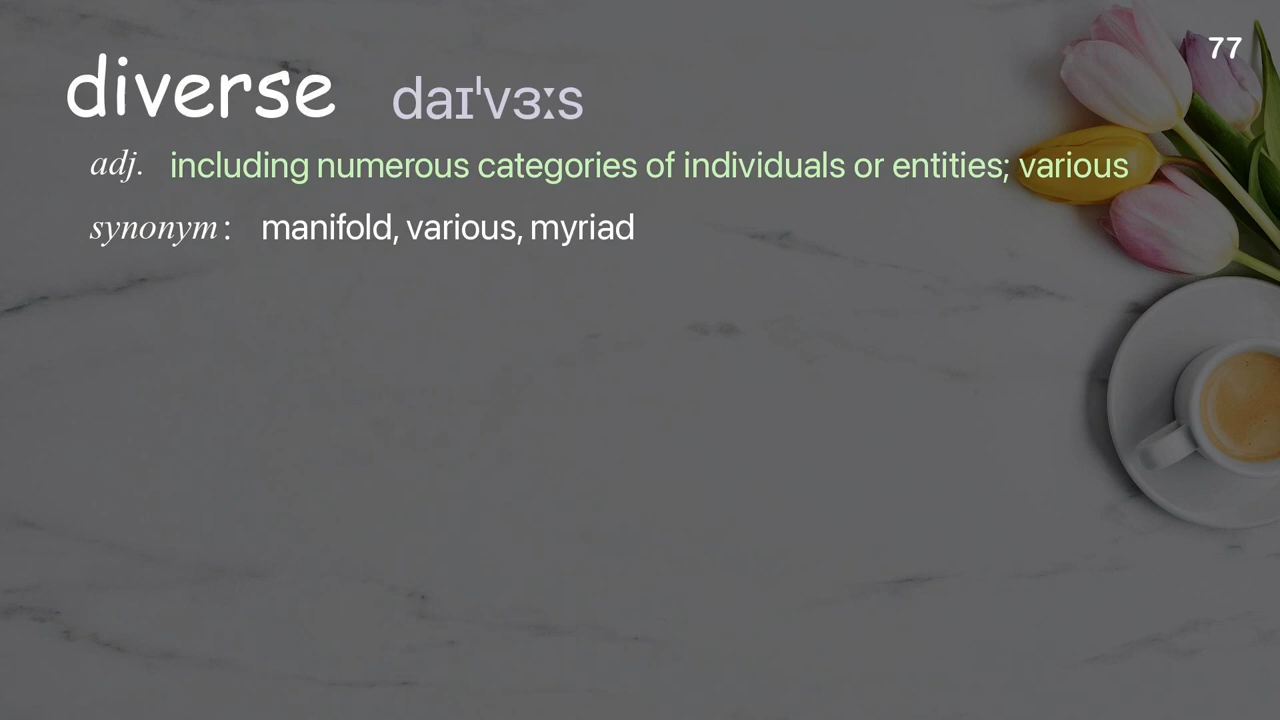 77
diverse daɪˈvɜːs
adj. including numerous categories of individuals or entities; various
synonym : manifold, various, myriad